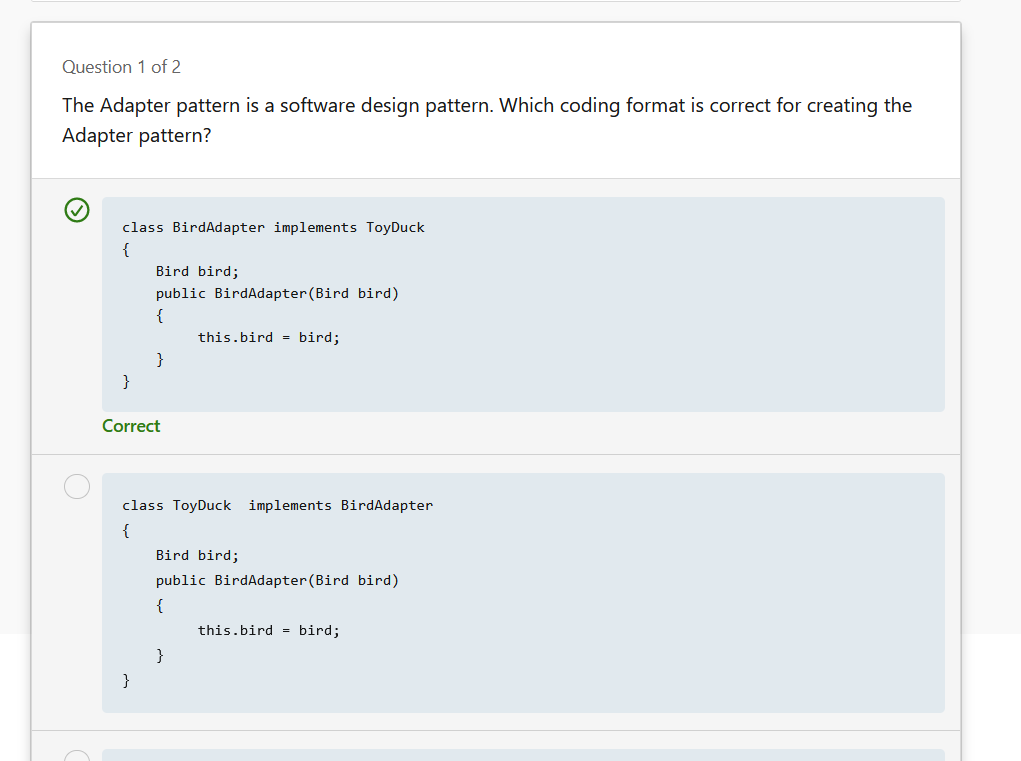 Question 1 of 2
The Adapter pattern is a software design pattern. Which coding format is correct for creating the
Adapter pattern?
class BirdAdapter implements ToyDuck
{
    Bird bird;
    public BirdAdapter(Bird bird)
    {
         this.bird = bird;
    }
}
Correct
class ToyDuck  implements BirdAdapter
{
    Bird bird;
    public BirdAdapter(Bird bird)
    {
         this.bird = bird;
    }
}